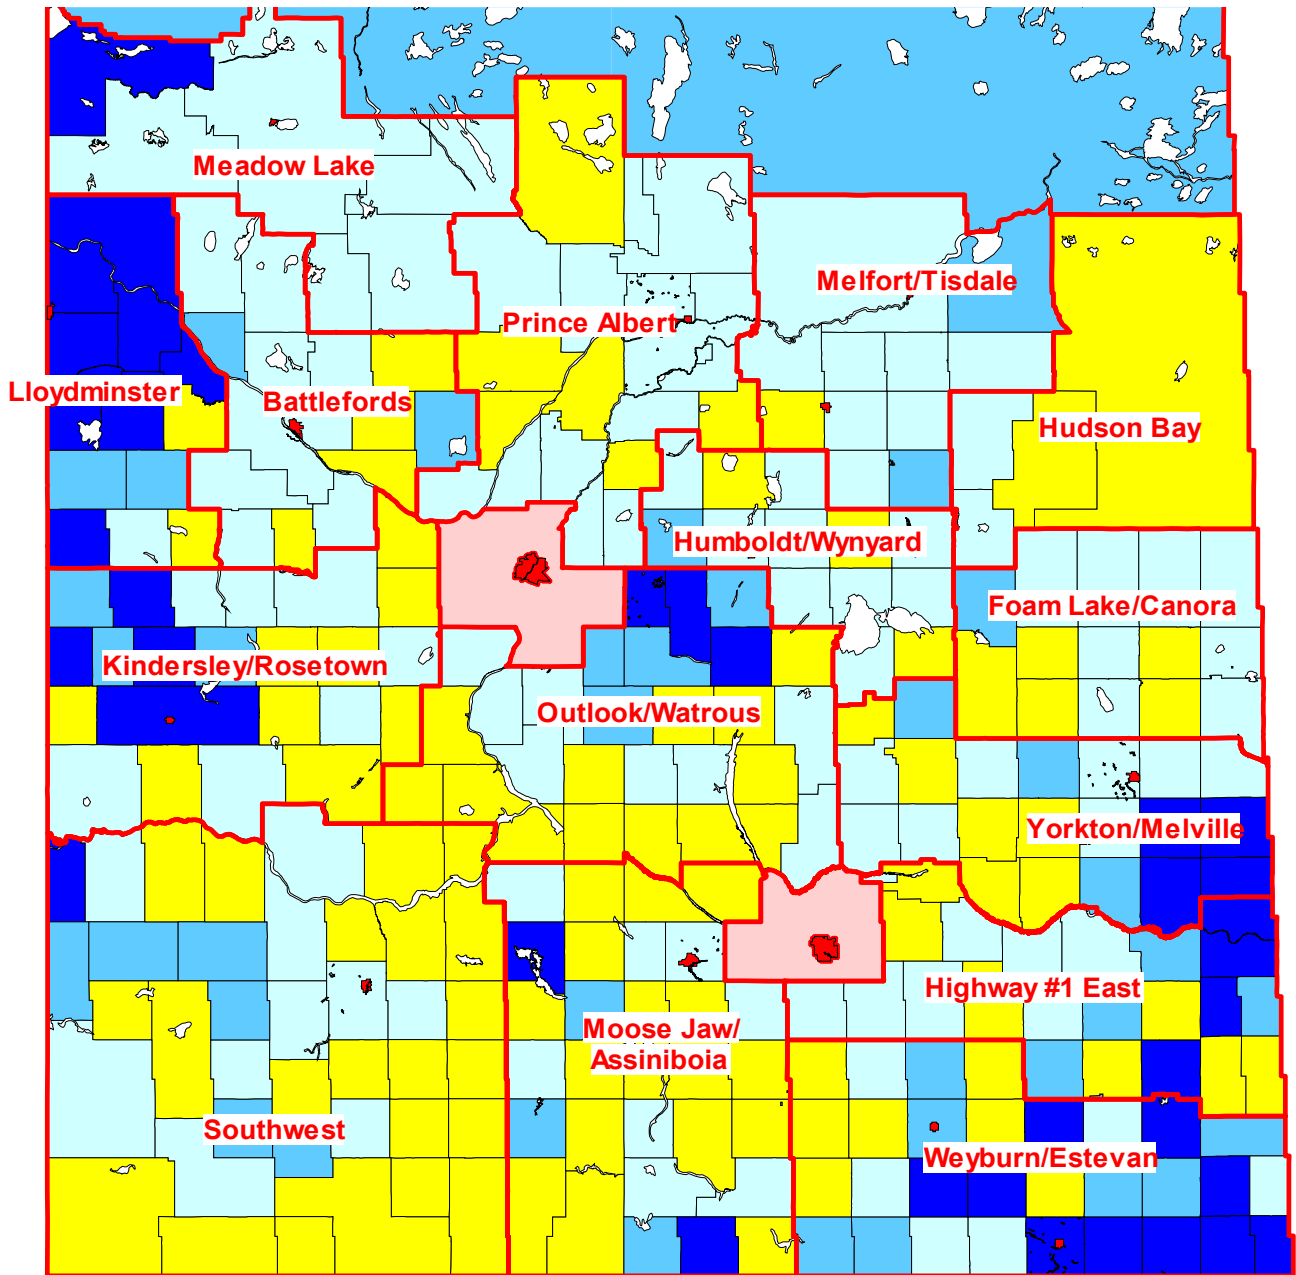 Meadow Lake
Melfort/Tisdale
Prince Albert
Lloydminster
Battlefords
Hudson Bay
Humboldt/Wynyard
Foam Lake/Canora
Kindersley/Rosetown
Outlook/Watrous
Yorkton/Melville
Highway #1 East
Moose Jaw/
Assiniboia
Southwest
Weyburn/Estevan